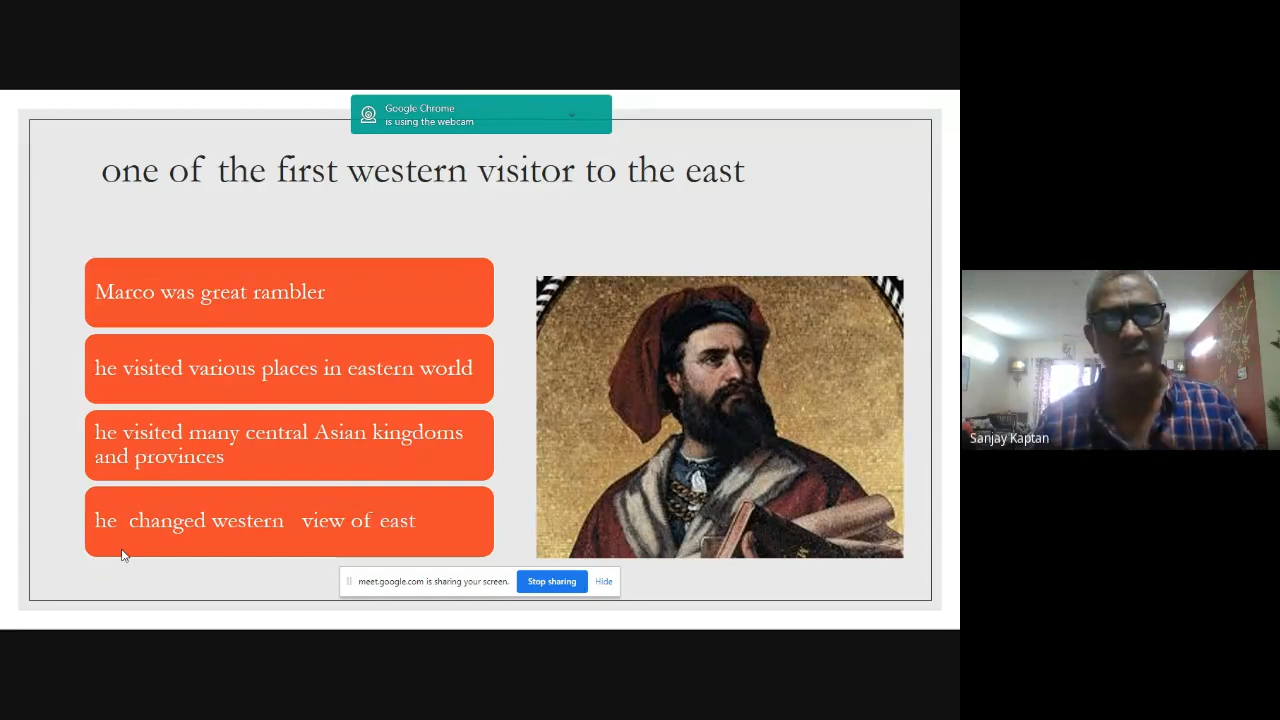 Google Chrome
is using the webcam
one of the first western visitor to the east
Marco was great rambler
he visited various places in eastern world
he visited many central Asian kingdoms
and provinces
he changed western view of east
meet.google.com is sharing your screen.
Stop sharing
Hide
Sanjay Kaptan